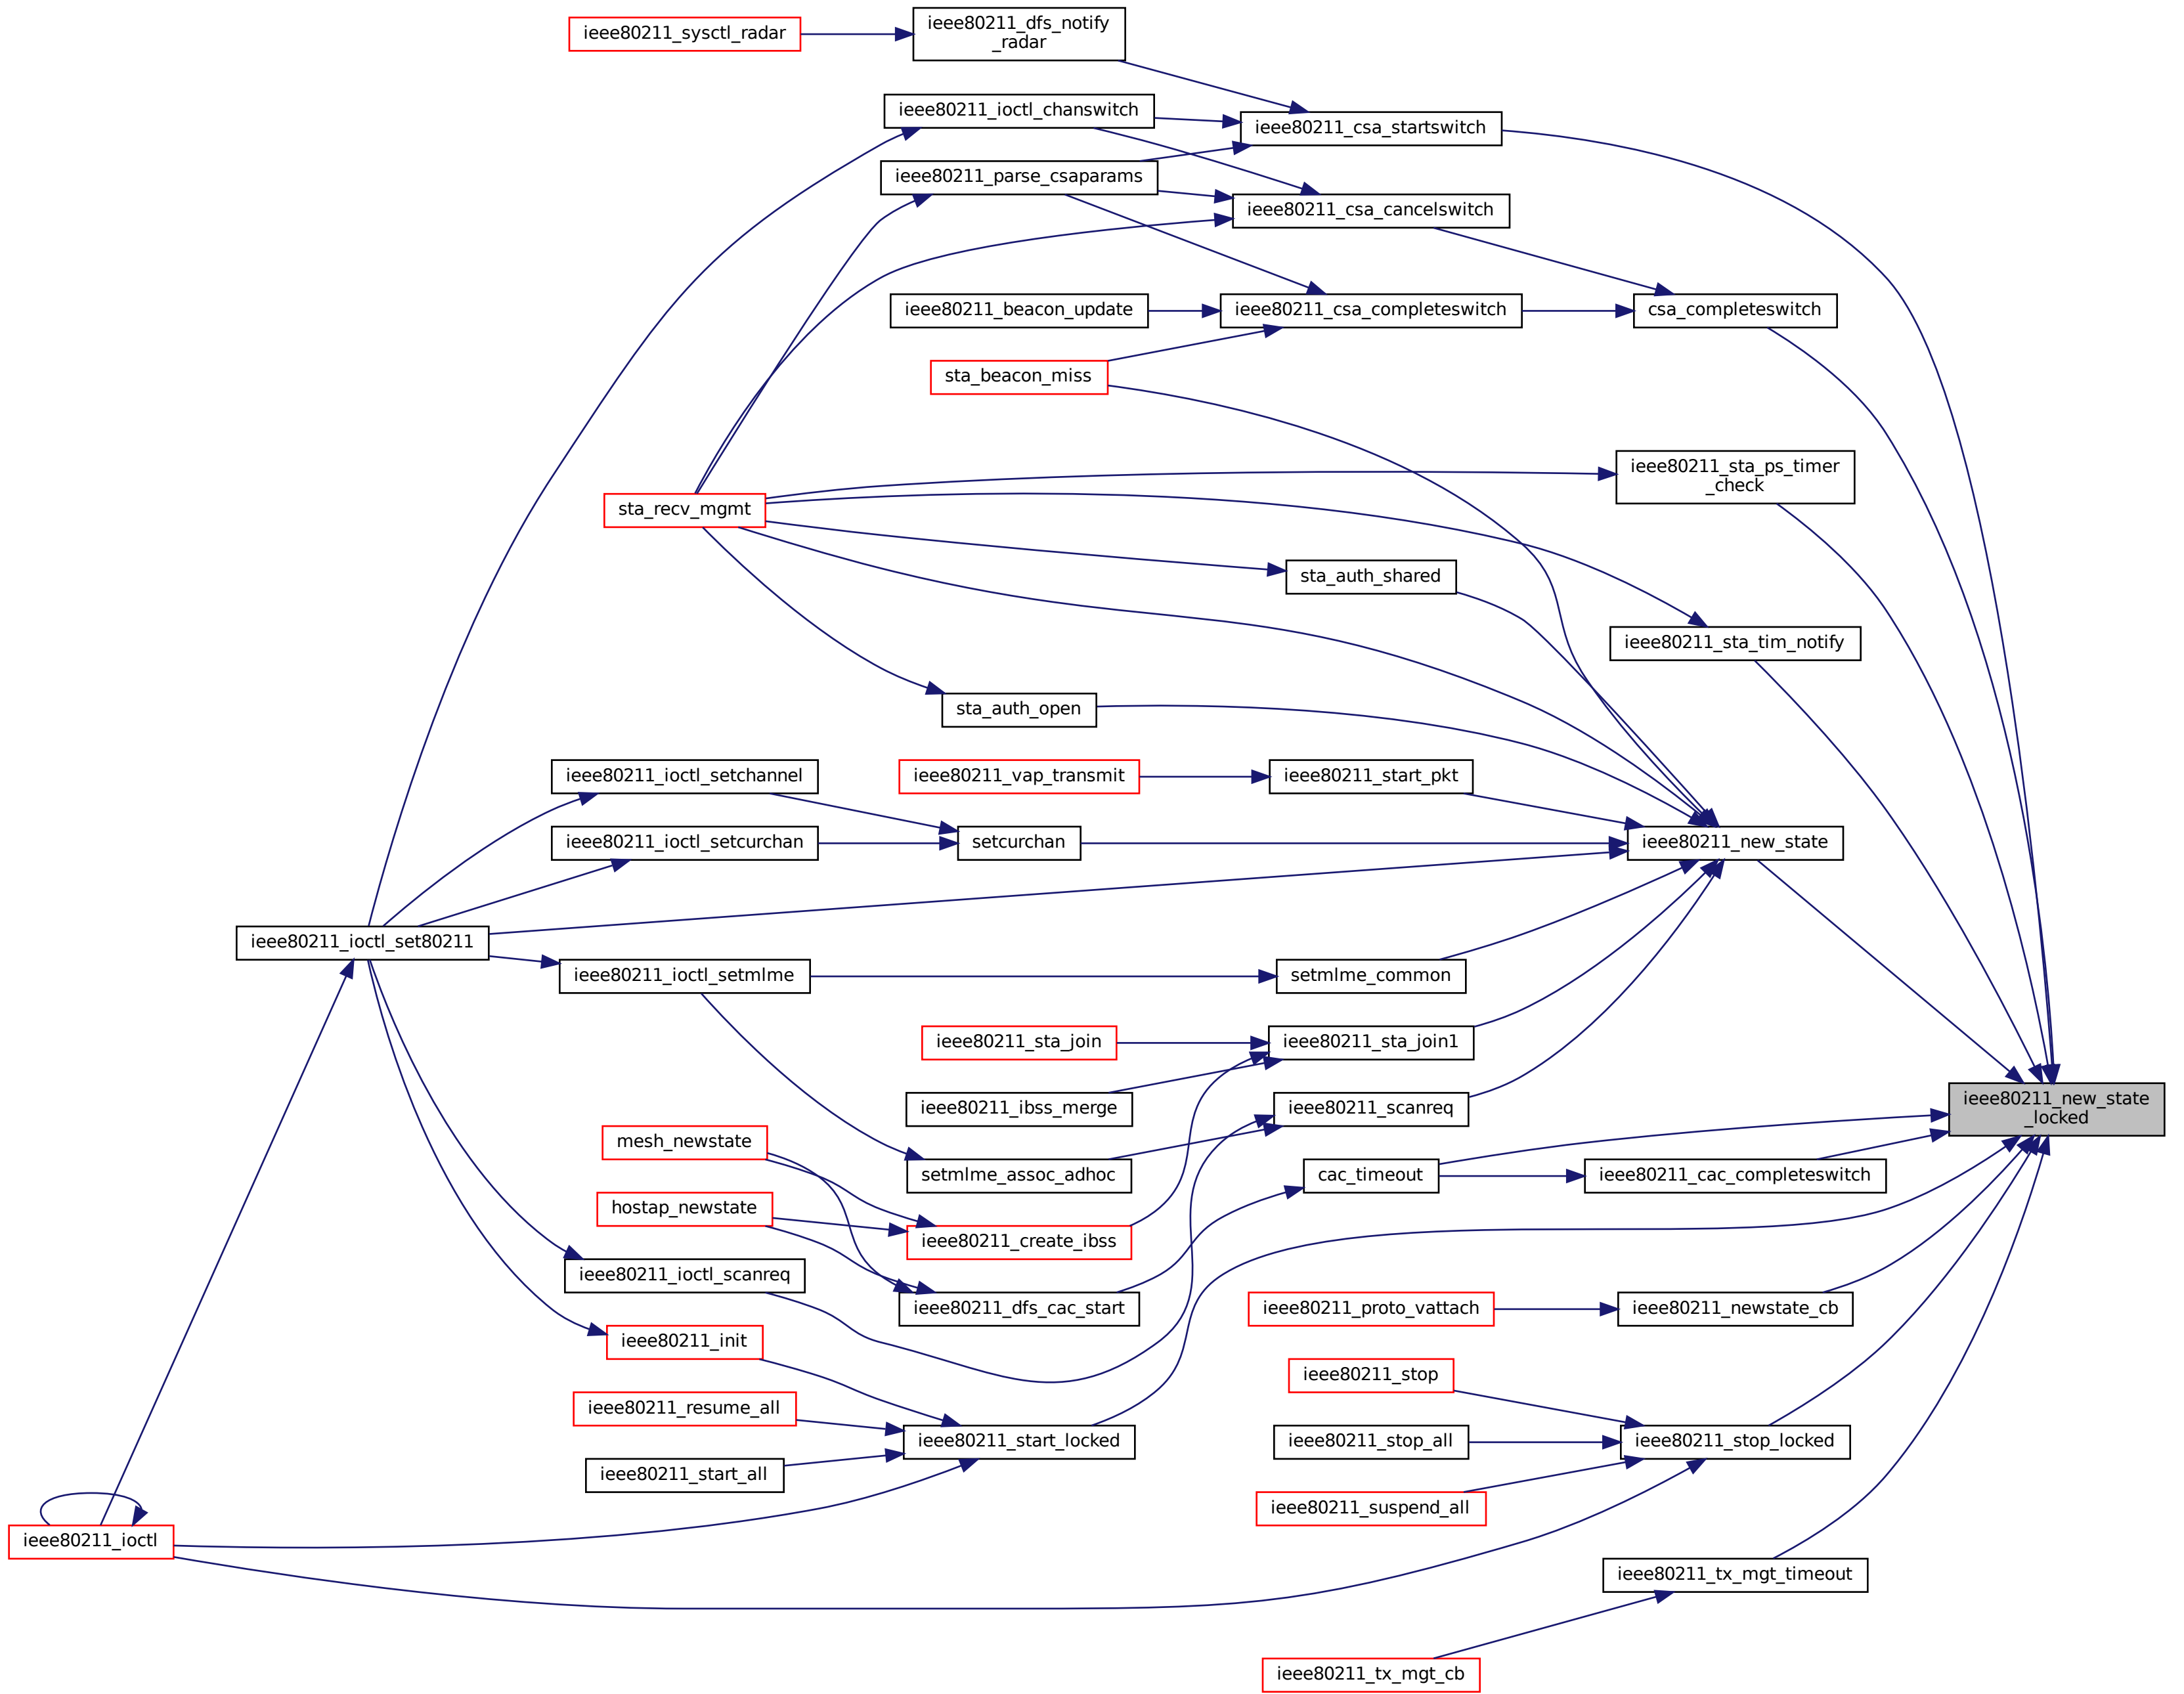 ieee80211_sysctl_radar
ieee80211_dfs_notify
_radar
ieee80211_ioctl_chanswitch
ieee80211_csa_startswitch
ieee80211_parse_csaparams
ieee80211_csa_cancelswitch
ieee80211_beacon_update
ieee80211_csa_completeswitch
csa_completeswitch
sta_beacon_miss
ieee80211_sta_ps_timer
_check
sta_recv_mgmt
sta_auth_shared
ieee80211_sta_tim_notify
sta_auth_open
ieee80211_ioctl_setchannel
ieee80211_vap_transmit
ieee80211_start_pkt
ieee80211_ioctl_setcurchan
setcurchan
ieee80211_new_state
ieee80211_ioctl_set80211
ieee80211_ioctl_setmlme
setmlme_common
ieee80211_sta_join
ieee80211_sta_join1
ieee80211_ibss_merge
ieee80211_scanreq
ieee80211_new_state
_locked
mesh_newstate
setmlme_assoc_adhoc
cac_timeout
ieee80211_cac_completeswitch
hostap_newstate
ieee80211_create_ibss
ieee80211_ioctl_scanreq
ieee80211_dfs_cac_start
ieee80211_proto_vattach
ieee80211_newstate_cb
ieee80211_init
ieee80211_stop
ieee80211_resume_all
ieee80211_start_locked
ieee80211_stop_all
ieee80211_stop_locked
ieee80211_start_all
ieee80211_suspend_all
ieee80211_ioctl
ieee80211_tx_mgt_timeout
ieee80211_tx_mgt_cb